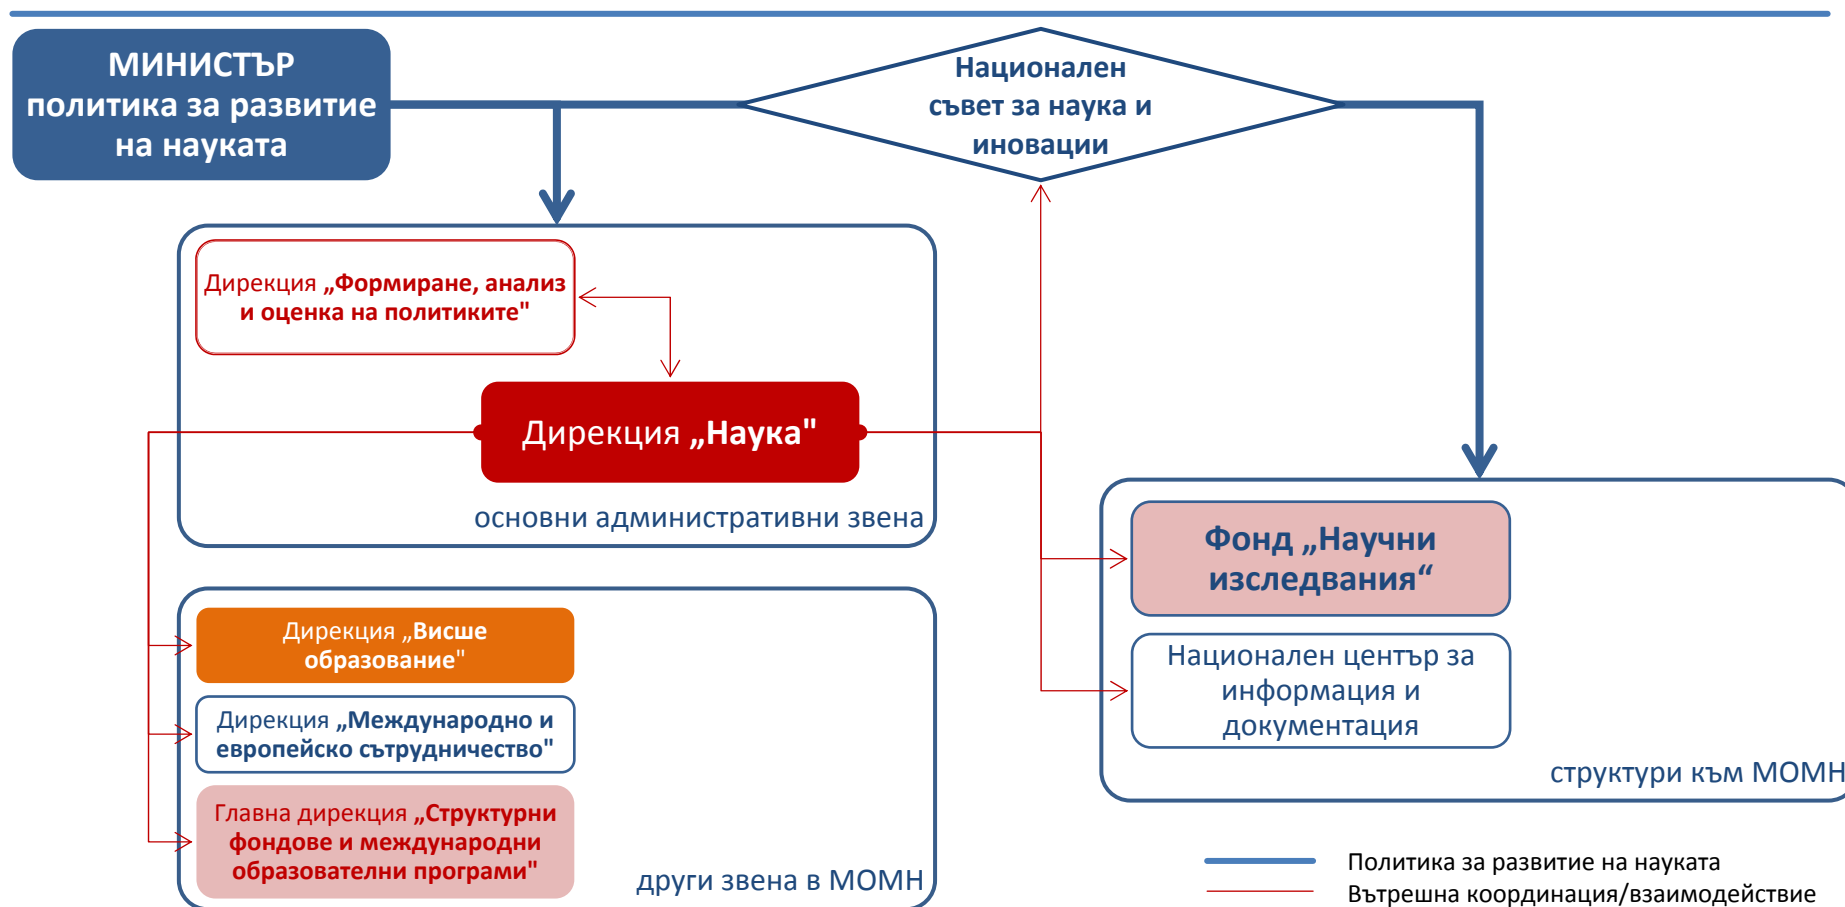 МИНИСТЪР
политика за развитие
на науката
Национален
съвет за наука и
иновации
Дирекция „Формиране, анализ
и оценка на политиките"
Дирекция „Наука"
основни административни звена
Дирекция „Висше
образование"
Дирекция „Международно и
европейско сътрудничество"
Главна дирекция „Структурни
фондове и международни
образователни програми"
други звена в МОМН
Фонд „Научни
изследвания“
Национален център за
информация и
документация
структури към МОМН
Политика за развитие на науката
Вътрешна координация/взаимодействие